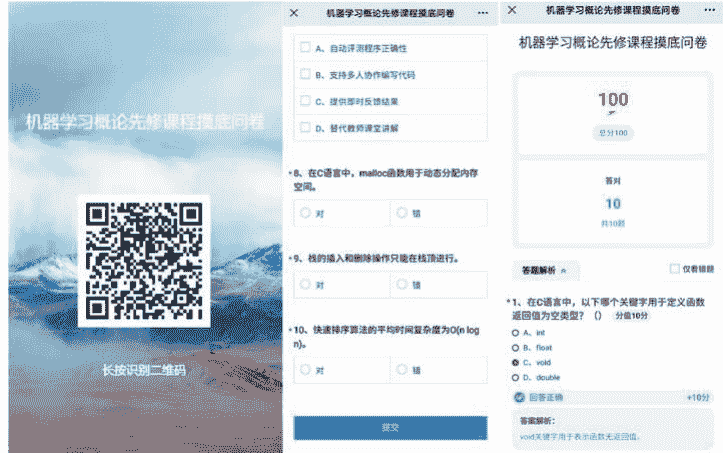 机器学习概论先修课程摸底问卷
长按识别二维码
机器学习概论先修课程摸底问卷
A、自动评测程序正确性
B、支持多人协作编写代码
C、提供即时反馈结果
D、替代教师课堂讲解
*8、在C语言中，malloc函数用于动态分配内存
空间。
对
错
*9、栈的插入和删除操作只能在栈顶进行。
对
错
*10、快速排序算法的平均时间复杂度为O(n log
n)。
对
错
提交
机器学习概论先修课程摸底问卷
机器学习概论先修课程摸底问卷
100
总分100
答对
10
共10题
答题解析
仅看错题
*1、在C语言中，以下哪个关键字用于定义函数
返回值为空类型？（） 分值10分
A、int
B、float
C、void
D、double
回答正确
+10分
答案解析：
void关键字用于表示函数无返回值。